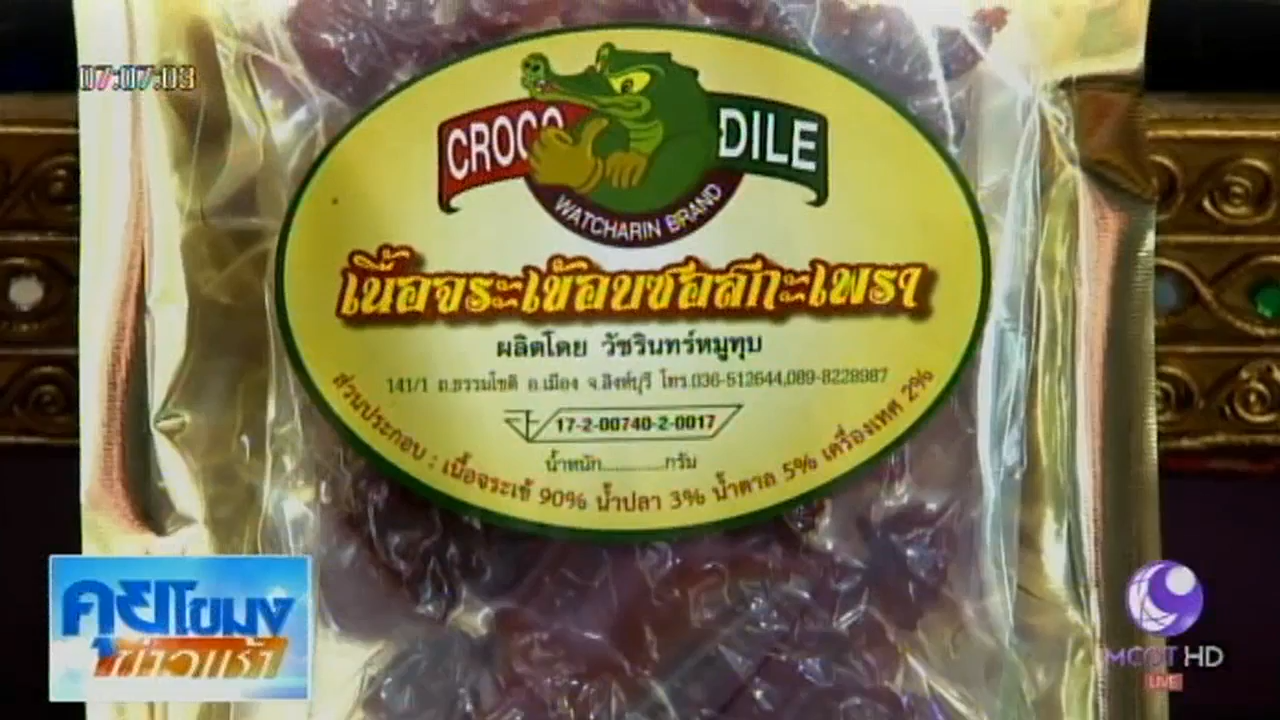 07:07:03
CROCO DILE
WATCHARIN BRAND
เนื้อจระเข้อบซอสกะเพรา
ผลิตโดย วัชรินทร์หมูทุบ
141/1 ถ.ธรรมโชติ อ.เมือง จ.สิงห์บุรี โทร.036-512644,089-8228987
17-2-00740-2-0017
น้ำหนัก............กรัม
ส่วนประกอบ : เนื้อจระเข้ 90% น้ำปลา 3% น้ำตาล 5% เครื่องเทศ 2%
คุยโขมง
ข่าวเช้า
MCOT HD
LIVE